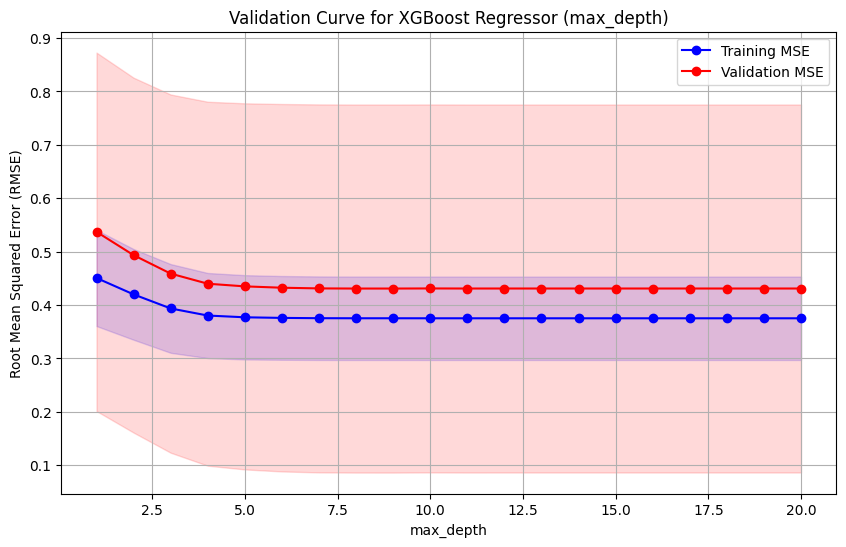 Validation Curve for XGBoost Regressor (max_depth)
Training MSE
Validation MSE
Root Mean Squared Error (RMSE)
0.9
0.8
0.7
0.6
0.5
0.4
0.3
0.2
0.1
2.5 5.0 7.5 10.0 12.5 15.0 17.5 20.0
max_depth